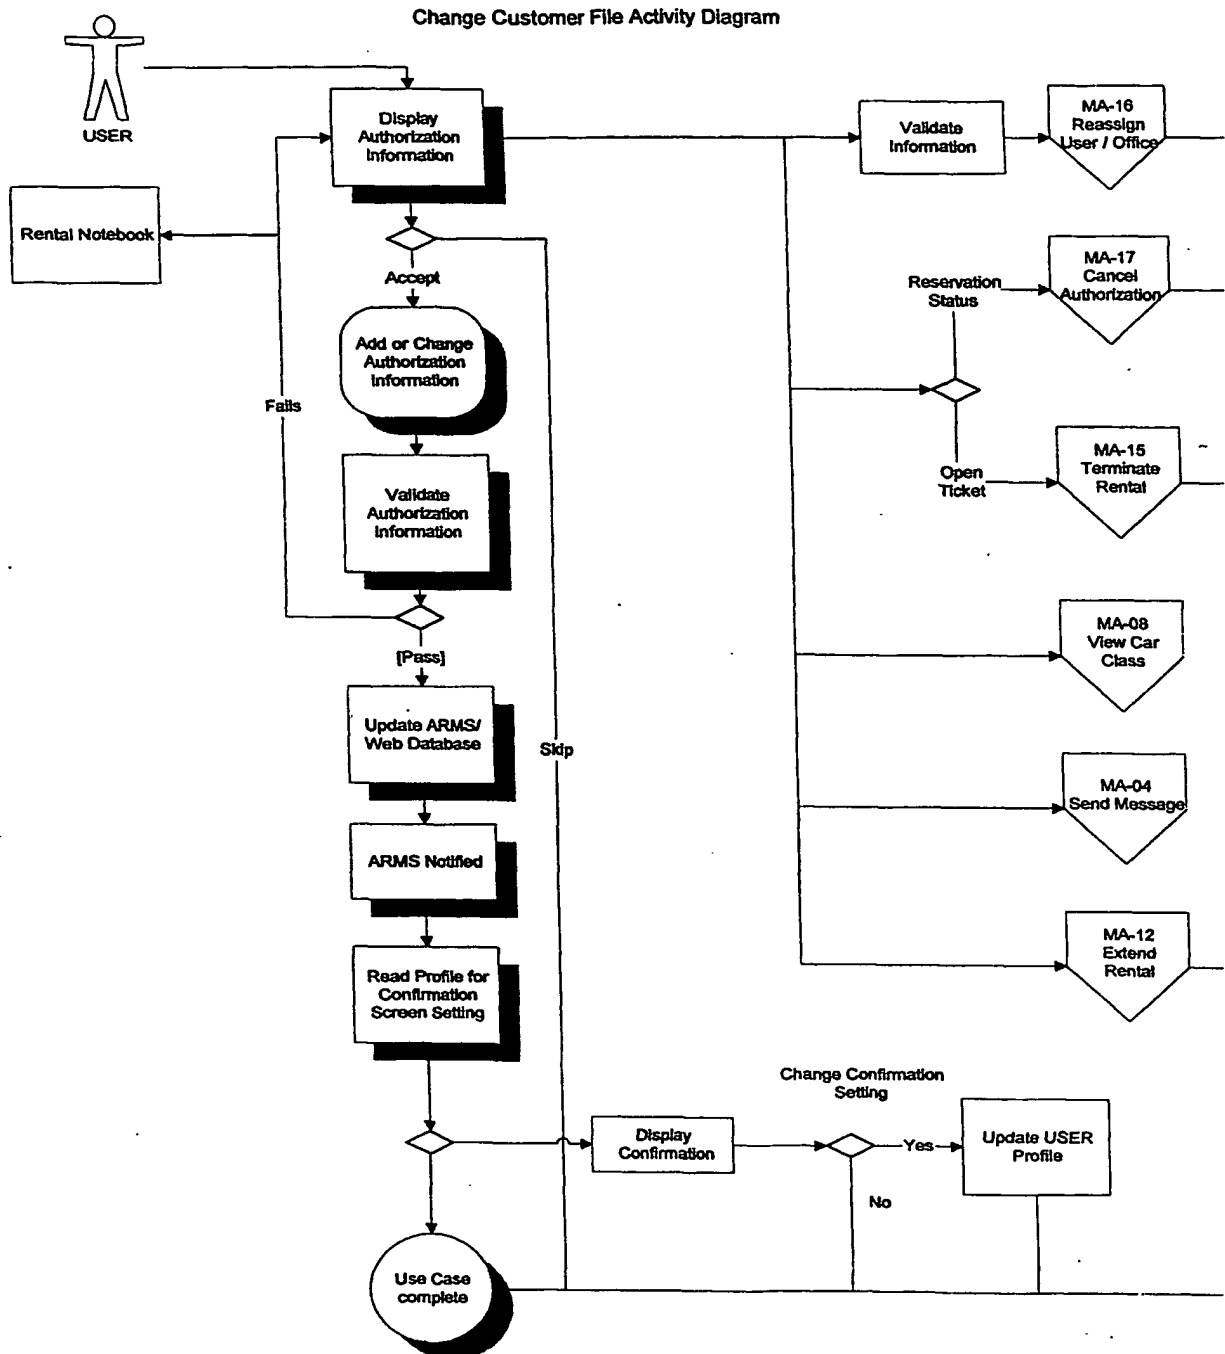 Change Customer File Activity Diagram
USER
Display
Authorization
Information
Validate
Information
MA-16
Reassign
User / Office
Rental Notebook
Accept
Reservation
Status
MA-17
Cancel
Authorization
Add or Change
Authorization
Information
Fails
Open
Ticket
MA-15
Terminate
Rental
Validate
Authorization
Information
[Pass]
MA-08
View Car
Class
Update ARMS/
Web Database
Skip
MA-04
Send Message
ARMS Notified
MA-12
Extend
Rental
Read Profile for
Confirmation
Screen Setting
Change Confirmation
Setting
Display
Confirmation
Yes
Update USER
Profile
No
Use Case
complete